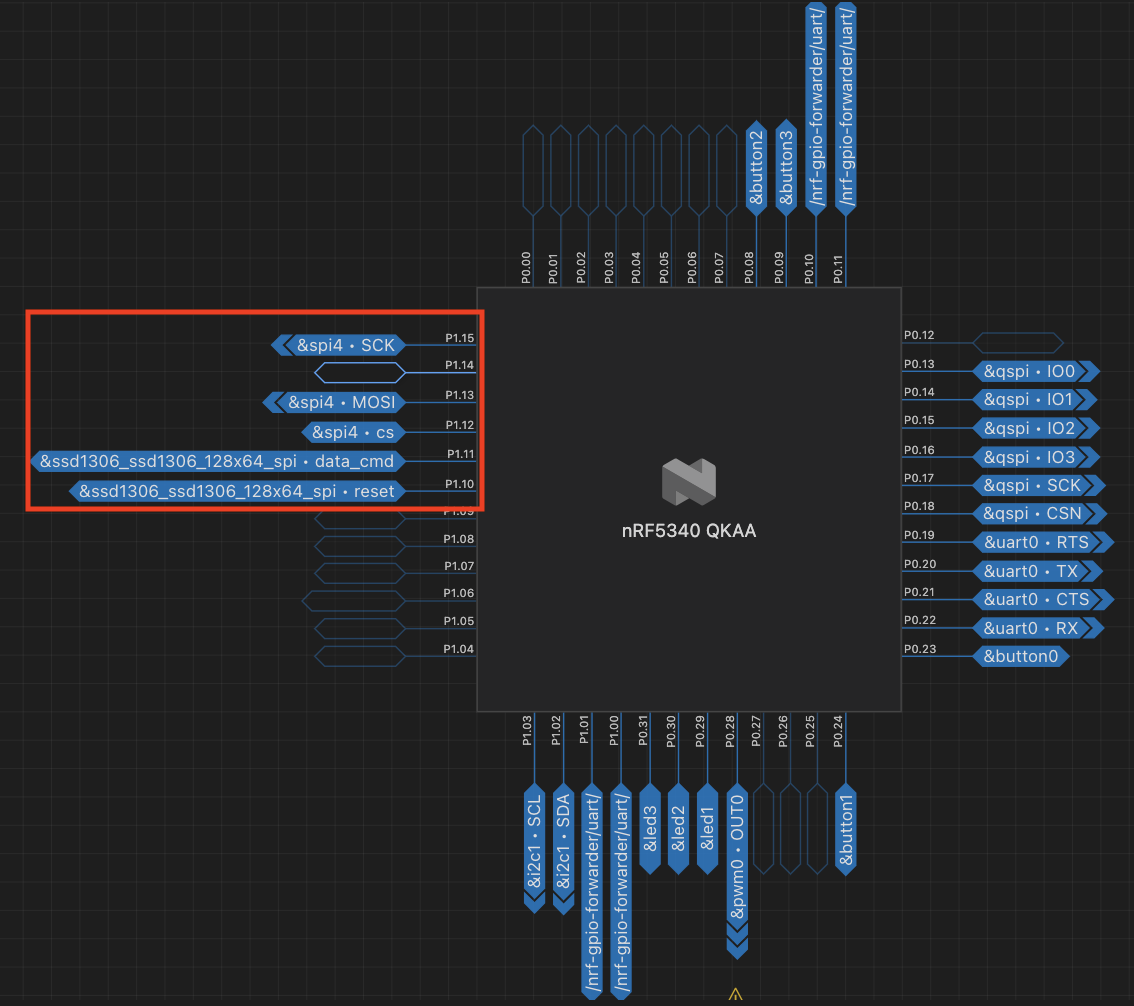 /nrf-gpio-forwarder/uart/
/nrf-gpio-forwarder/uart/
&button2
&button3
P0.00
P0.01
P0.02
P0.03
P0.04
P0.05
P0.06
P0.07
P0.08
P0.09
P0.10
P0.11
&spi4 • SCK
P1.15
P1.14
&spi4 • MOSI
P1.13
&spi4 • cs
P1.12
&ssd1306_ssd1306_128x64_spi • data_cmd
P1.11
&ssd1306_ssd1306_128x64_spi • reset
P1.10
P1.09
P1.08
P1.07
P1.06
P1.05
P1.04
nRF5340 QKAA
P0.12
P0.13
&qspi • IO0
P0.14
&qspi • IO1
P0.15
&qspi • IO2
P0.16
&qspi • IO3
P0.17
&qspi • SCK
P0.18
&qspi • CSN
P0.19
&uart0 • RTS
P0.20
&uart0 • TX
P0.21
&uart0 • CTS
P0.22
&uart0 • RX
P0.23
&button0
P1.03
P1.02
P1.01
P1.00
P0.31
P0.30
P0.29
P0.28
P0.27
P0.26
P0.25
P0.24
&i2c1 • SCL
&i2c1 • SDA
/nrf-gpio-forwarder/uart/
/nrf-gpio-forwarder/uart/
&led3
&led2
&led1
&pwm0 • OUT0
&button1